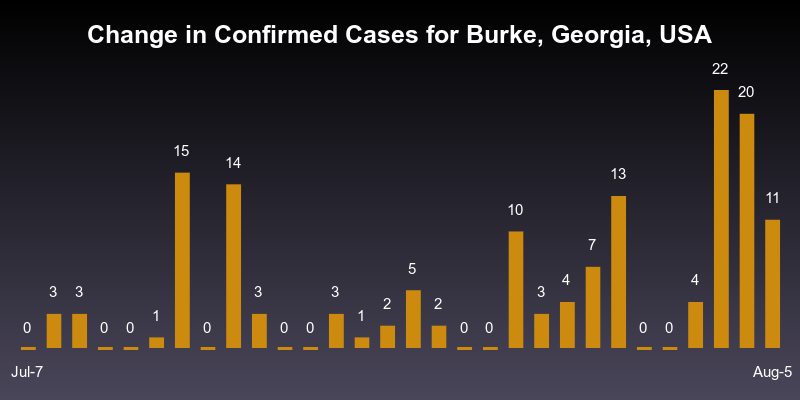 Change in Confirmed Cases for Burke, Georgia, USA
0 3 3 0 0 1 15 0 14 3 0 0 3 1 2 5 2 0 0 10 3 4 7 13 0 0 4 22 20 11
Jul-7 Aug-5